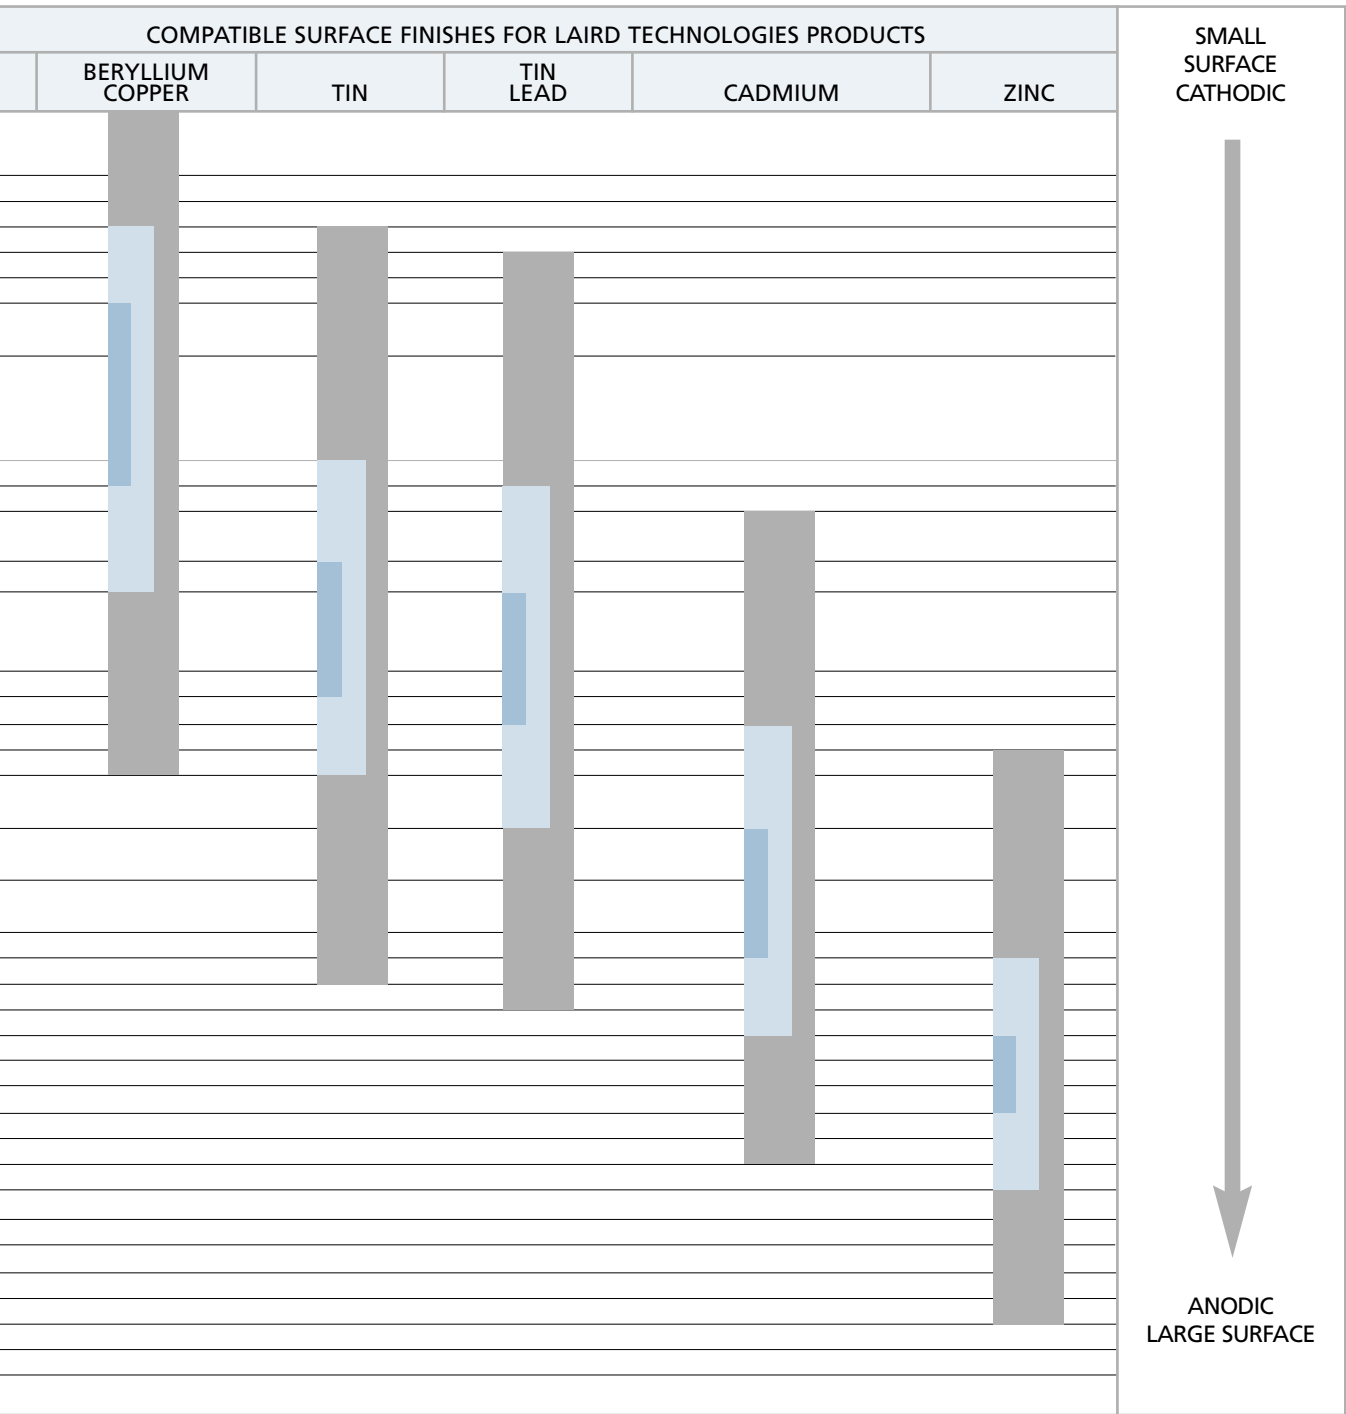 COMPATIBLE SURFACE FINISHES FOR LAIRD TECHNOLOGIES PRODUCTS
BERYLLIUM
COPPER
TIN
TIN
LEAD
CADMIUM
ZINC
SMALL
SURFACE
CATHODIC
ANODIC
LARGE SURFACE